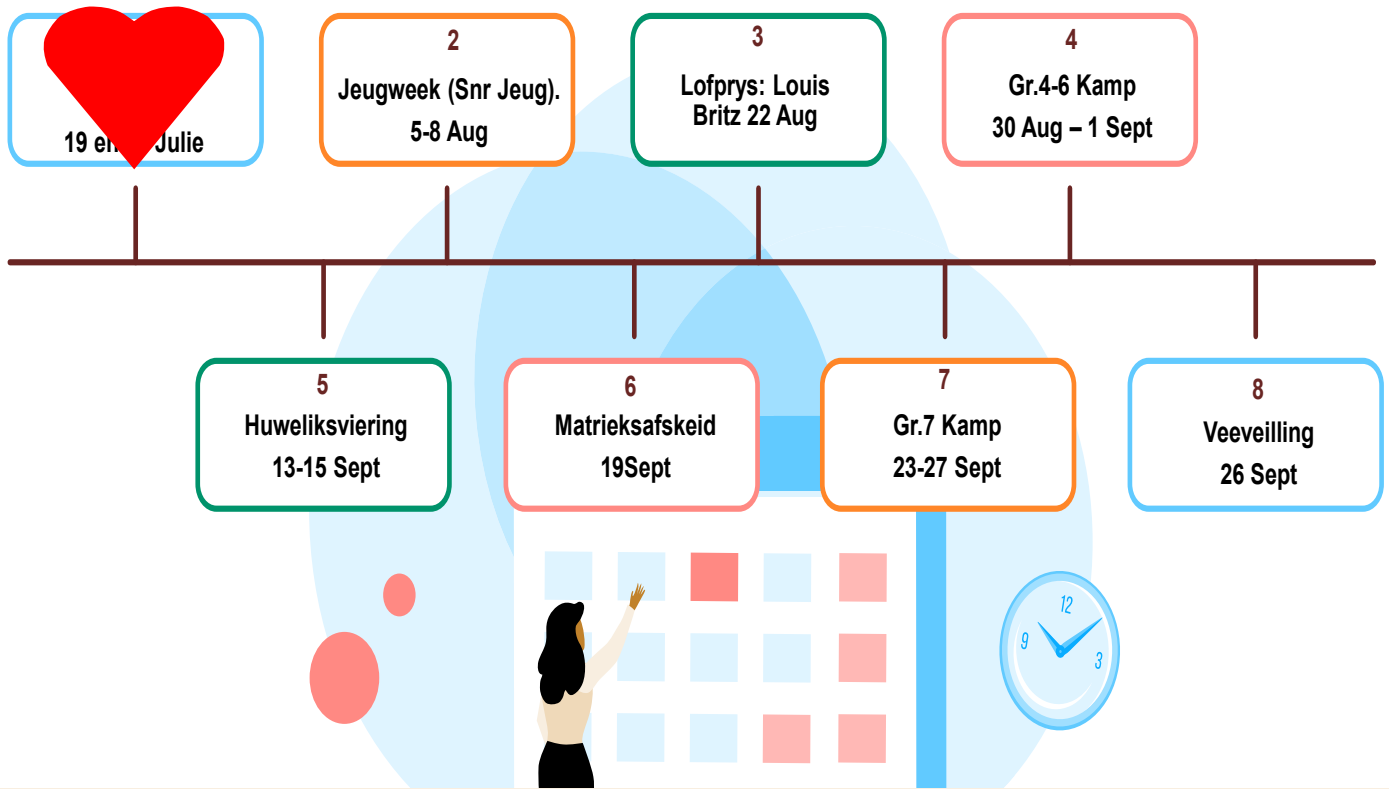 19 en Julie
2
Jeugweek (Snr Jeug).
5-8 Aug
3
Lofprys: Louis
Britz 22 Aug
4
Gr.4-6 Kamp
30 Aug – 1 Sept
5
Huweliksviering
13-15 Sept
6
Matrieksafskeid
19Sept
7
Gr.7 Kamp
23-27 Sept
8
Veeveilling
26 Sept
12
9
3